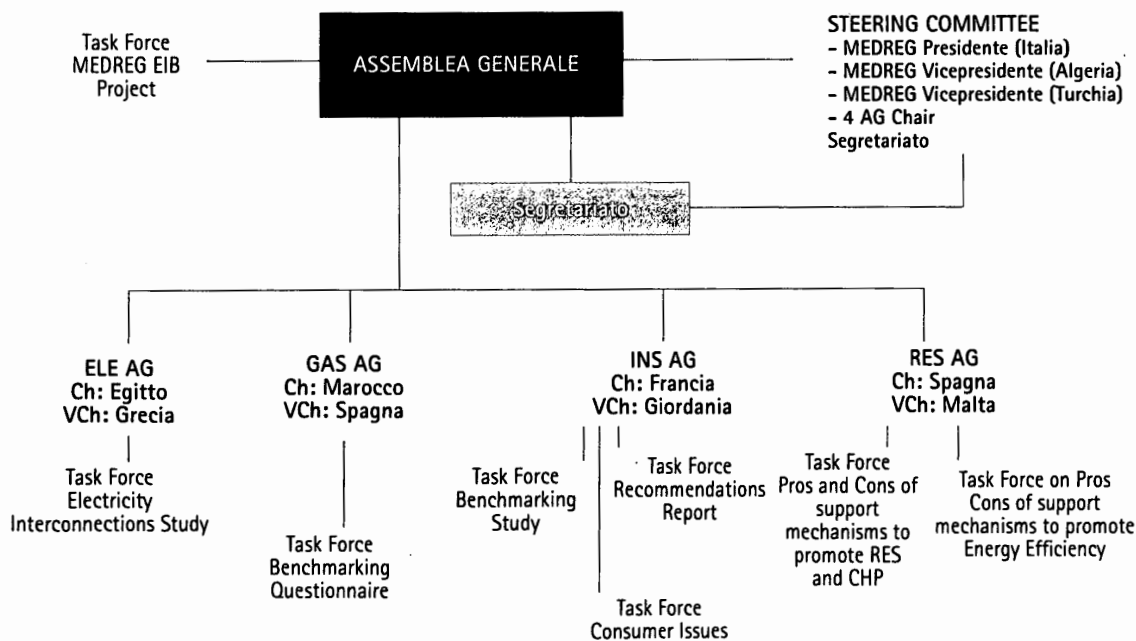 Task Force
MEDREG EIB
Project
ASSEMBLEA GENERALE
STEERING COMMITTEE
- MEDREG Presidente (Italia)
- MEDREG Vicepresidente (Algeria)
- MEDREG Vicepresidente (Turchia)
- 4 AG Chair
Segretariato
Segretariato
ELE AG
Ch: Egitto
VCh: Grecia
GAS AG
Ch: Marocco
VCh: Spagna
INS AG
Ch: Francia
VCh: Giordania
RES AG
Ch: Spagna
VCh: Malta
Task Force
Electricity
Interconnections Study
Task Force
Benchmarking
Questionnaire
Task Force
Benchmarking
Study
Task Force
Consumer Issues
Task Force
Recommendations
Report
Task Force
Pros and Cons of
support
mechanisms to
promote RES
and CHP
Task Force on Pros
Cons of support
mechanisms to promote
Energy Efficiency